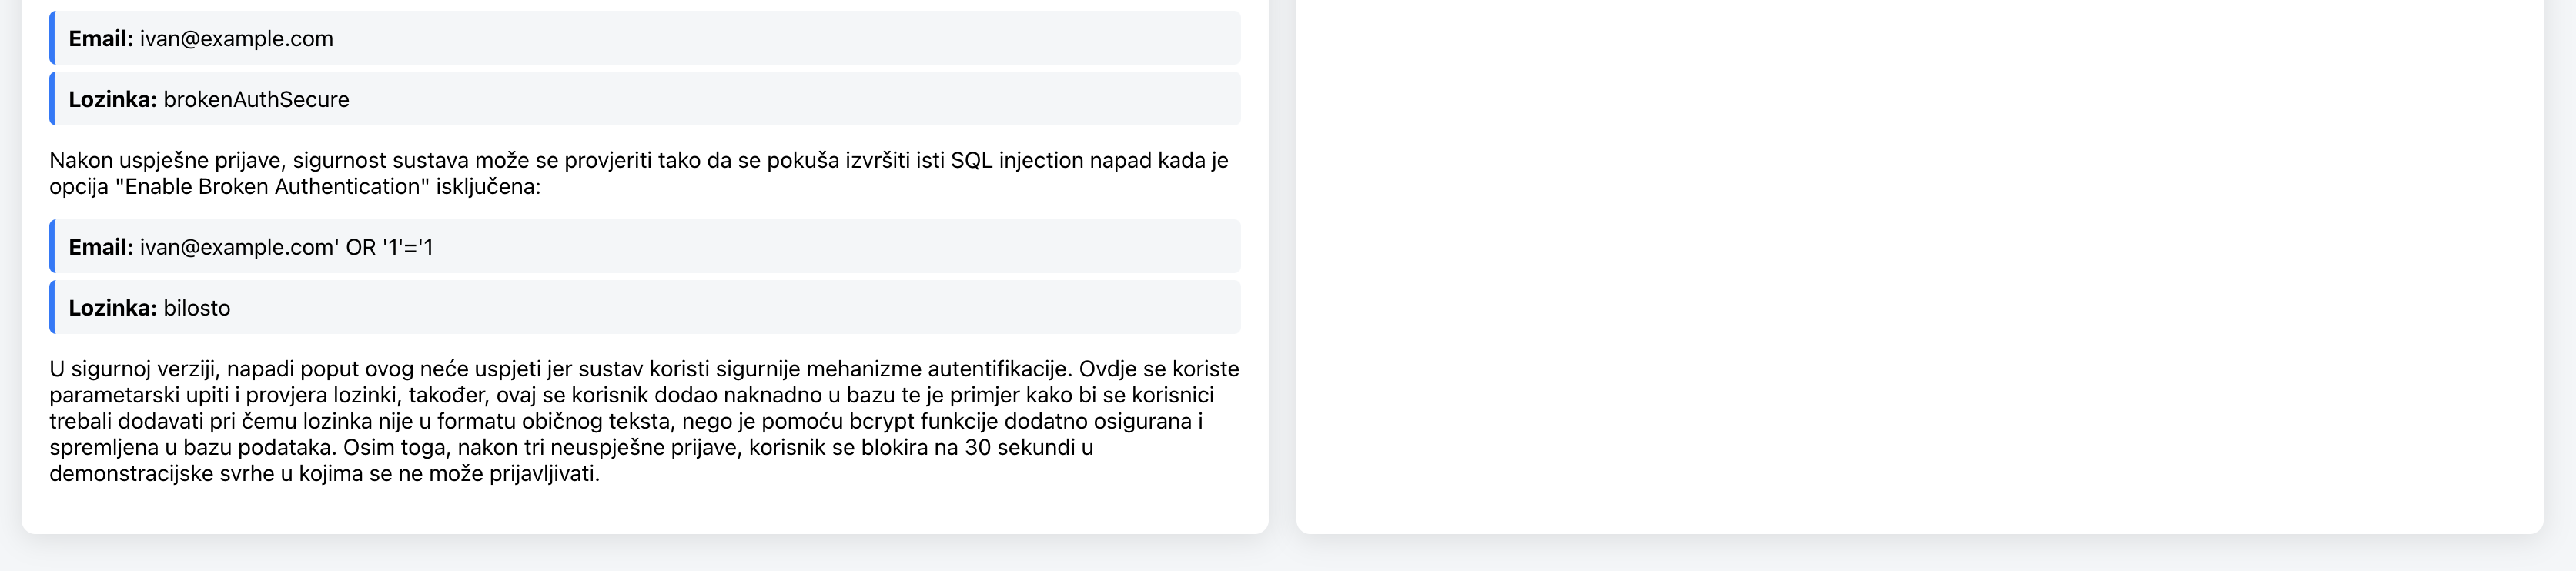 Email: ivan@example.com
Lozinka: brokenAuthSecure
Nakon uspješne prijave, sigurnost sustava može se provjeriti tako da se pokuša izvršiti isti SQL injection napad kada je
opcija "Enable Broken Authentication" isključena:
Email: ivan@example.com' OR '1'='1
Lozinka: bilosto
U sigurnoj verziji, napadi poput ovog neće uspjeti jer sustav koristi sigurnije mehanizme autentifikacije. Ovdje se koriste
parametarski upiti i provjera lozinki, također, ovaj se korisnik dodao naknadno u bazu te je primjer kako bi se korisnici
trebali dodavati pri čemu lozinka nije u formatu običnog teksta, nego je pomoću bcrypt funkcije dodatno osigurana i
spremljena u bazu podataka. Osim toga, nakon tri neuspješne prijave, korisnik se blokira na 30 sekundi u
demonstracijske svrhe u kojima se ne može prijavljivati.